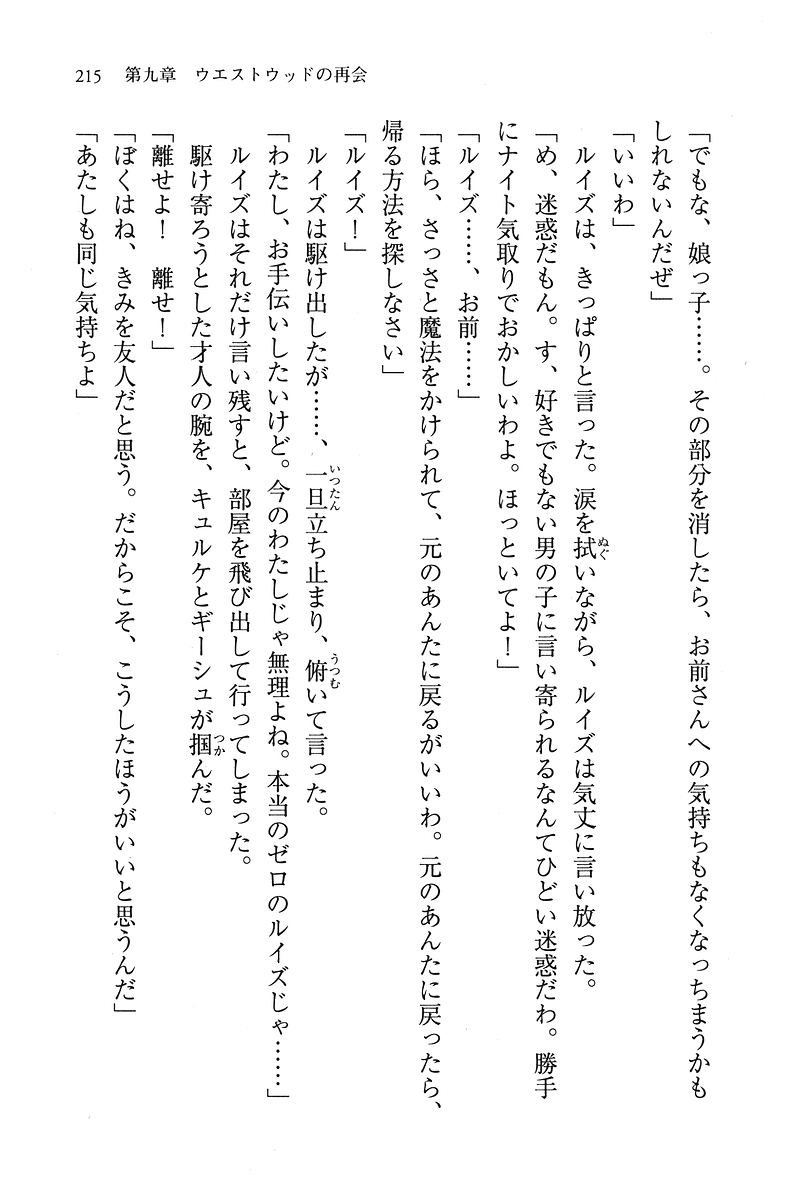 215　第九章　ウエストウッドの再会
「でもな、娘っ子……。その部分を消したら、お前さんへの気持ちもなくなっちまうかも
しれないんだぜ」
「いいわ」
　ルイズは、きっぱりと言った。涙を拭いながら、ルイズは気丈に言い放った。
「め、迷惑だもん。す、好きでもない男の子に言い寄られるなんてひどい迷惑だわ。勝手
にナイト気取りでおかしいわよ。ほっといてよ！」
「ルイズ……、お前……」
「ほら、さっさと魔法をかけられて、元のあんたに戻るがいいわ。元のあんたに戻ったら、
帰る方法を探しなさい」
「ルイズ！」
　ルイズは駆け出したが……、一旦立ち止まり、俯いて言った。
「わたし、お手伝いしたいけど。今のわたしじゃ無理よね。本当のゼロのルイズじゃ……」
　ルイズはそれだけ言い残すと、部屋を飛び出して行ってしまった。
　駆け寄ろうとした才人の腕を、キュルケとギーシュが掴んだ。
「離せよ！　離せ！」
「ぼくはね、きみを友人だと思う。だからこそ、こうしたほうがいいと思うんだ」
「あたしも同じ気持ちよ」